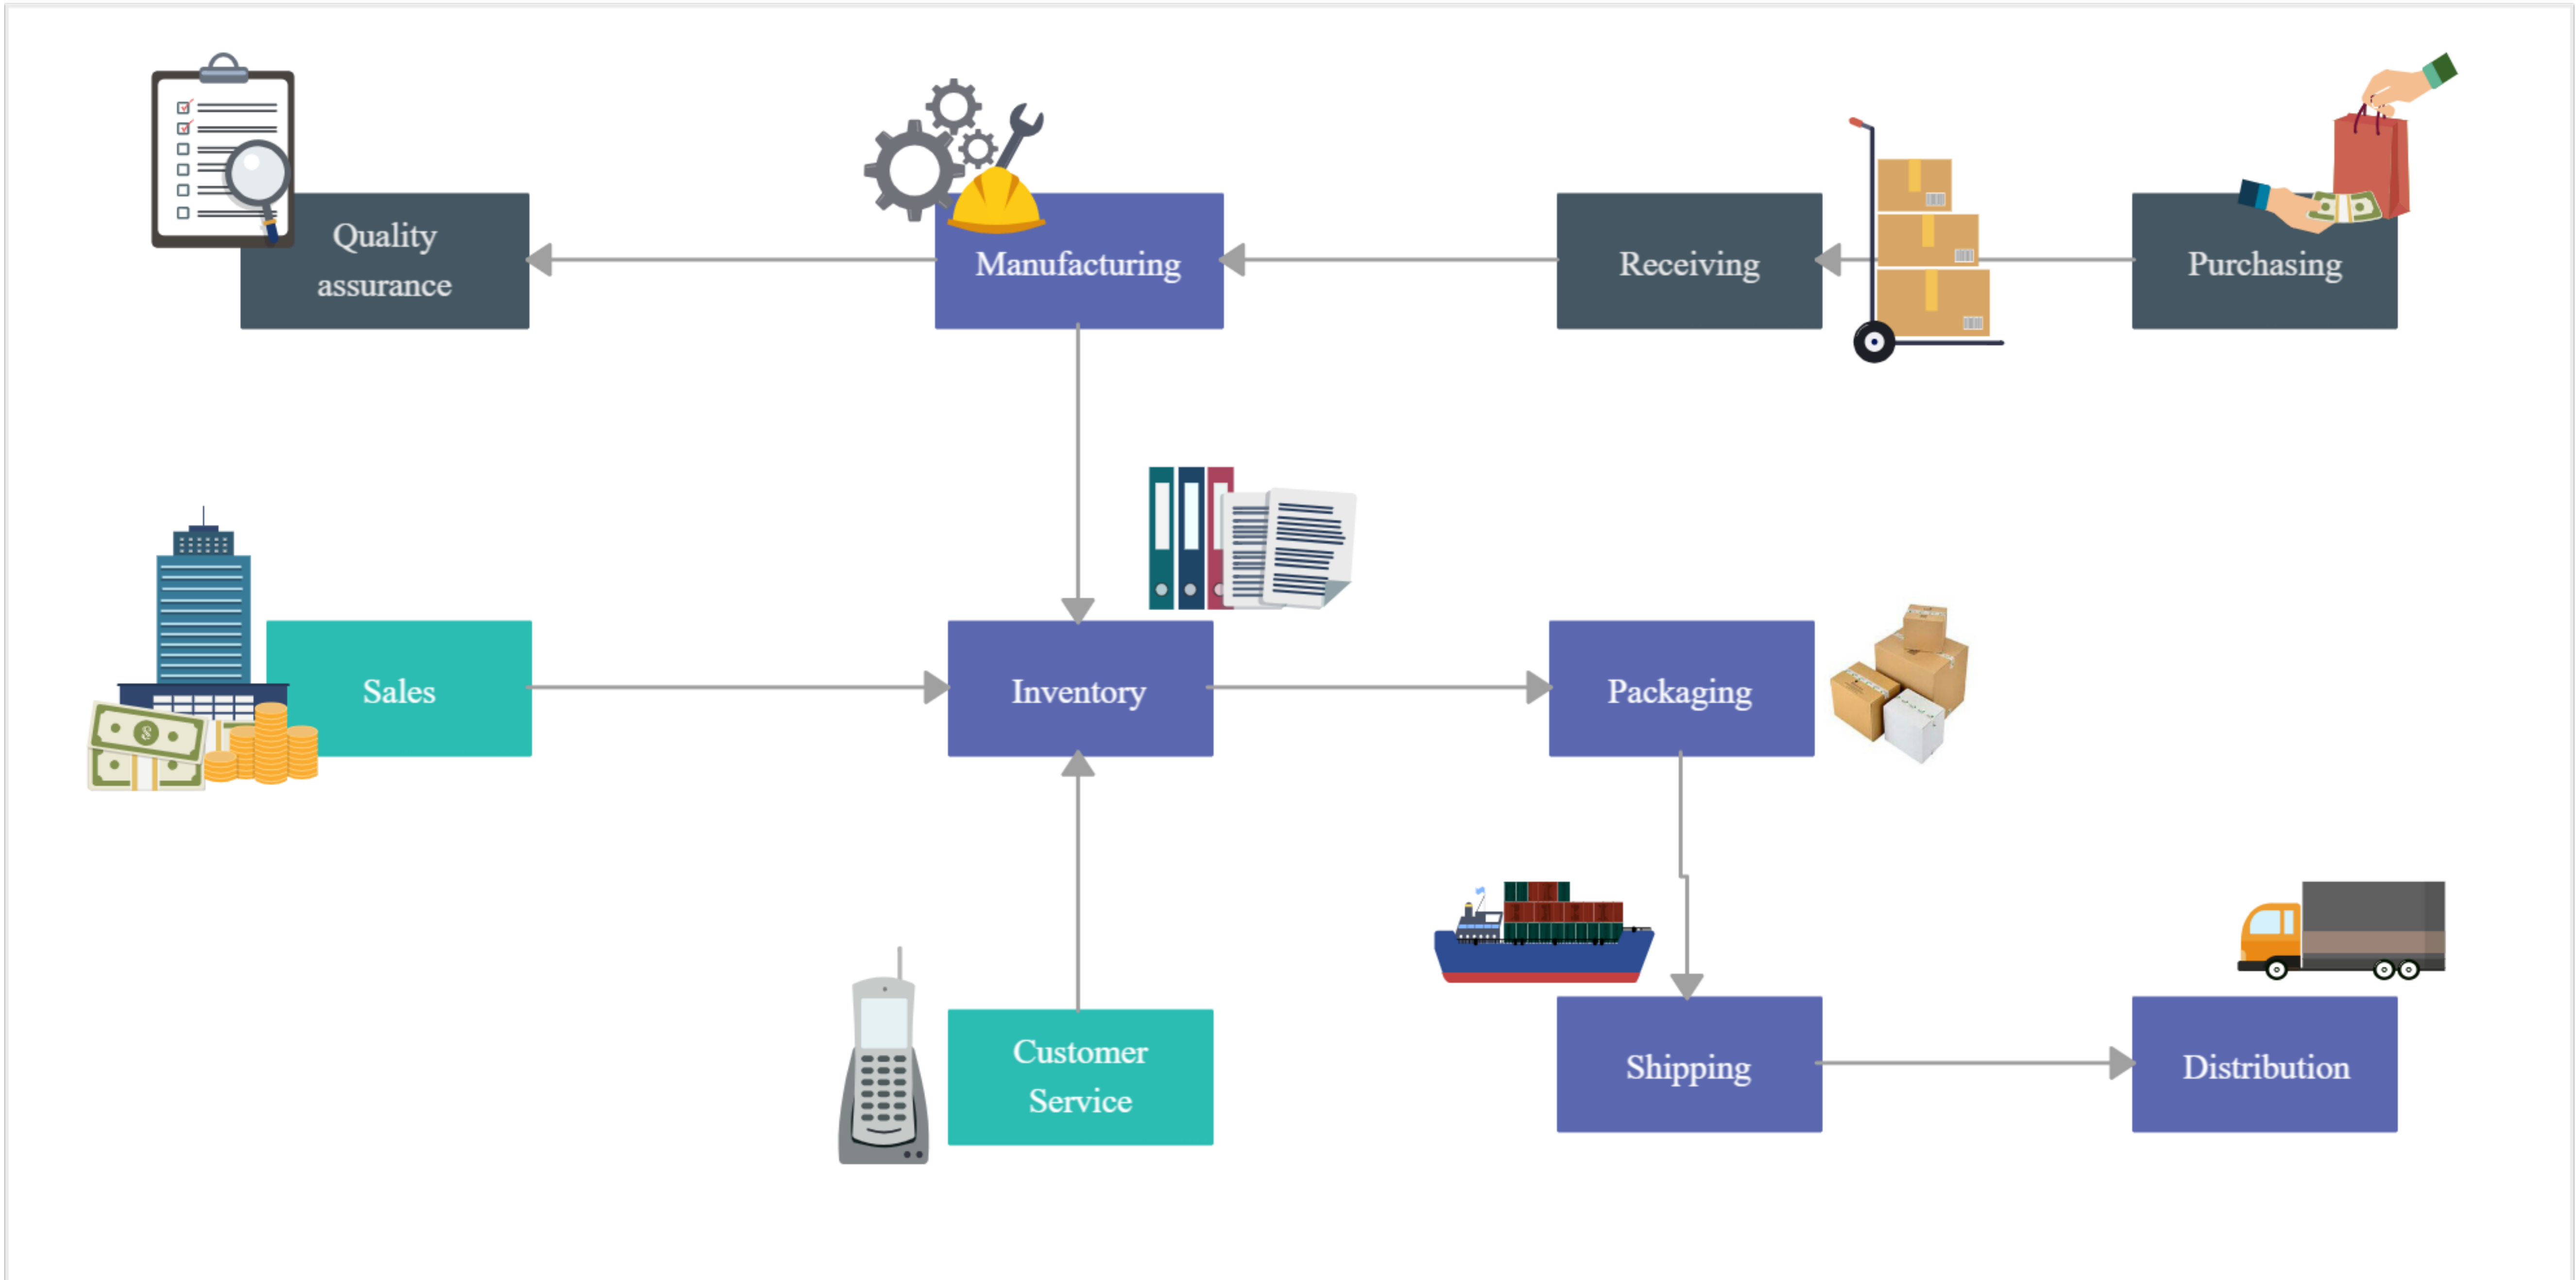 Quality
assurance
Manufacturing
Receiving
Purchasing
Sales
Inventory
Packaging
Customer
Service
Shipping
Distribution